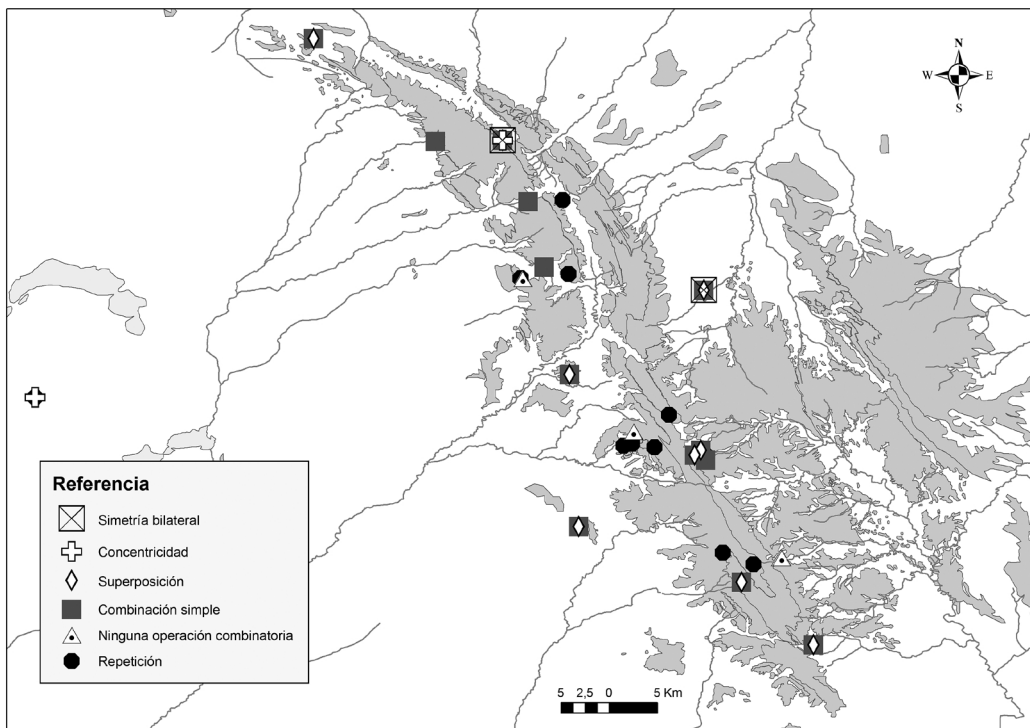 N
W E
S
Referencia
Simetría bilateral
Concentricidad
Superposición
Combinación simple
Ninguna operación combinatoria
Repetición
5 2,5 0 5 Km